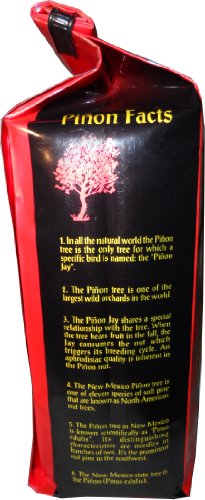 Piñon Facts
1. In all the natural world the Piñon
tree is the only tree for which a
specific bird is named: the "Piñon
Jay".
2. The Piñon tree is one of the
largest wild orchards in the world.
3. The Piñon Jay shares a special
relationship with the tree. When the
tree bears fruit in the fall, the
Jay consumes the nut which
triggers its breeding cycle. An
aphrodisiac quality is inherent in
the Piñon nut.
4. The New Mexico Piñon tree is
one of eleven species of soft pine
that are known as North American
nut trees.
5. The Piñon tree in New Mexico
is known scientifically as "Pinus
edulis". Its distinguishing
characteristics are needles in
bunches of two. It's the predominant
nut pine in the southwest.
6. The New Mexico state tree is
the Piñon (Pinus edulis).